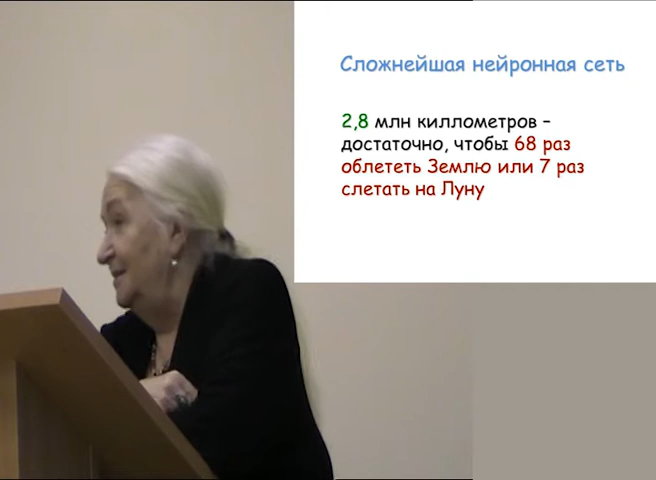 Сложнейшая нейронная сеть
2,8 млн киллометров –
достаточно, чтобы 68 раз
облететь Землю или 7 раз
слетать на Луну